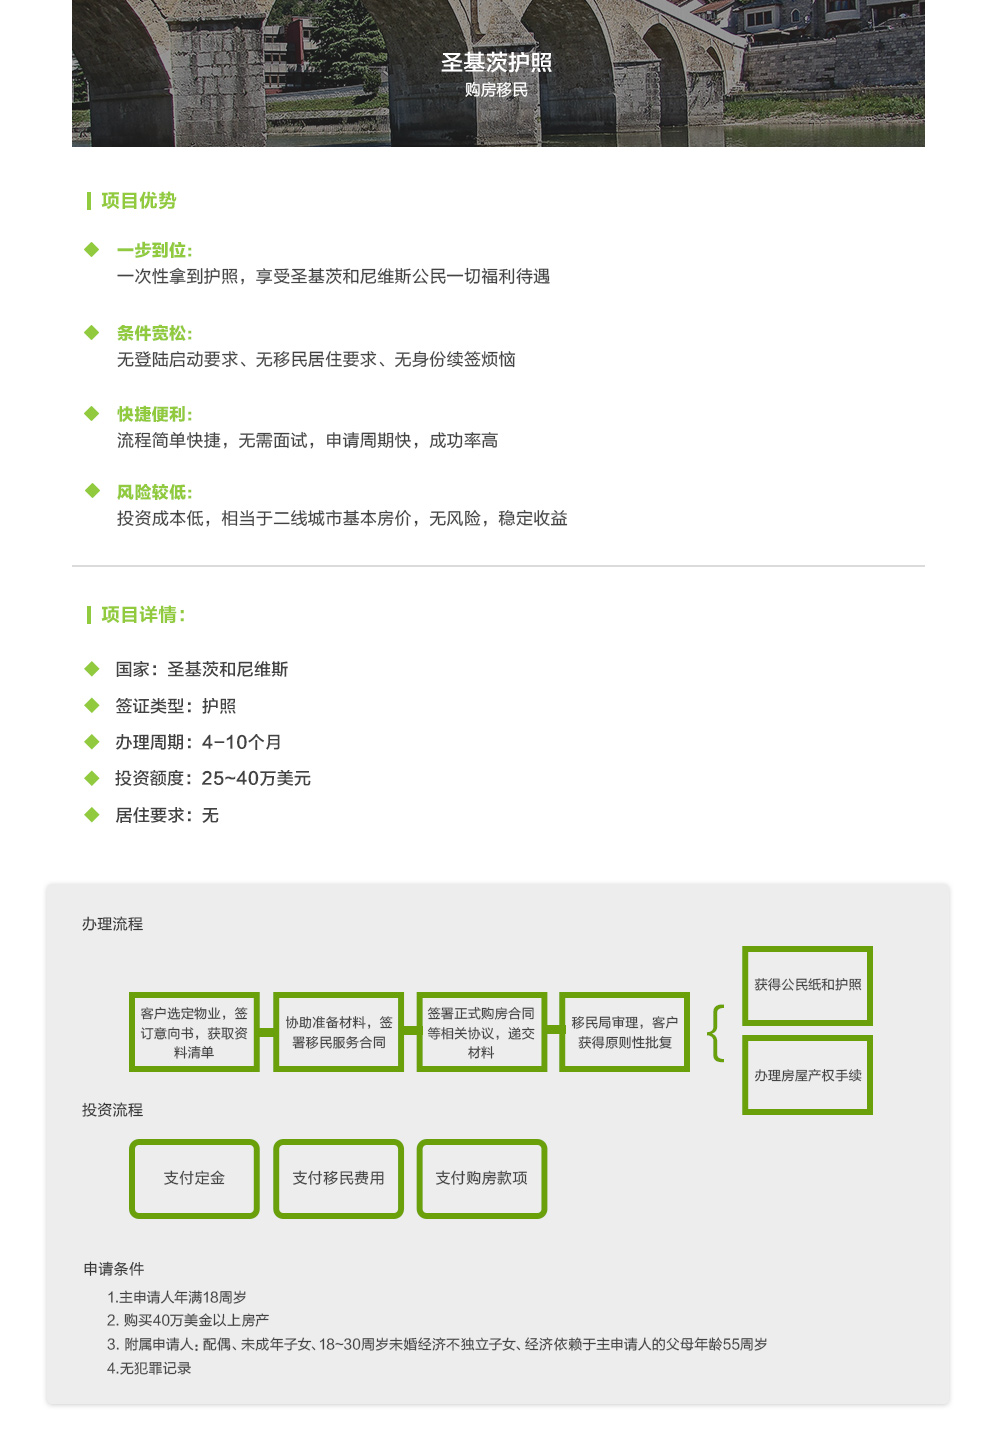 圣基茨护照
购房移民
项目优势
一步到位:
一次性拿到护照，享受圣基茨和尼维斯公民一切福利待遇
条件宽松:
无登陆启动要求、无移民居住要求、无身份续签烦恼
快捷便利:
流程简单快捷，无需面试，申请周期快，成功率高
风险较低:
投资成本低，相当于二线城市基本房价，无风险，稳定收益
项目详情：
国家：圣基茨和尼维斯
签证类型：护照
办理周期：4-10个月
投资额度：25~40万美元
居住要求：无
办理流程
客户选定物业，签
订意向书，获取资
料清单
协助准备材料，签
署移民服务合同
签署正式购房合同
等相关协议，递交
材料
移民局审理，客户
获得原则性批复
获得公民纸和护照
办理房屋产权手续
投资流程
支付定金
支付移民费用
支付购房款项
申请条件
1.主申请人年满18周岁
2. 购买40万美金以上房产
3. 附属申请人：配偶、未成年子女、18~30周岁未婚经济不独立子女、经济依赖于主申请人的父母年龄55周岁
4.无犯罪记录